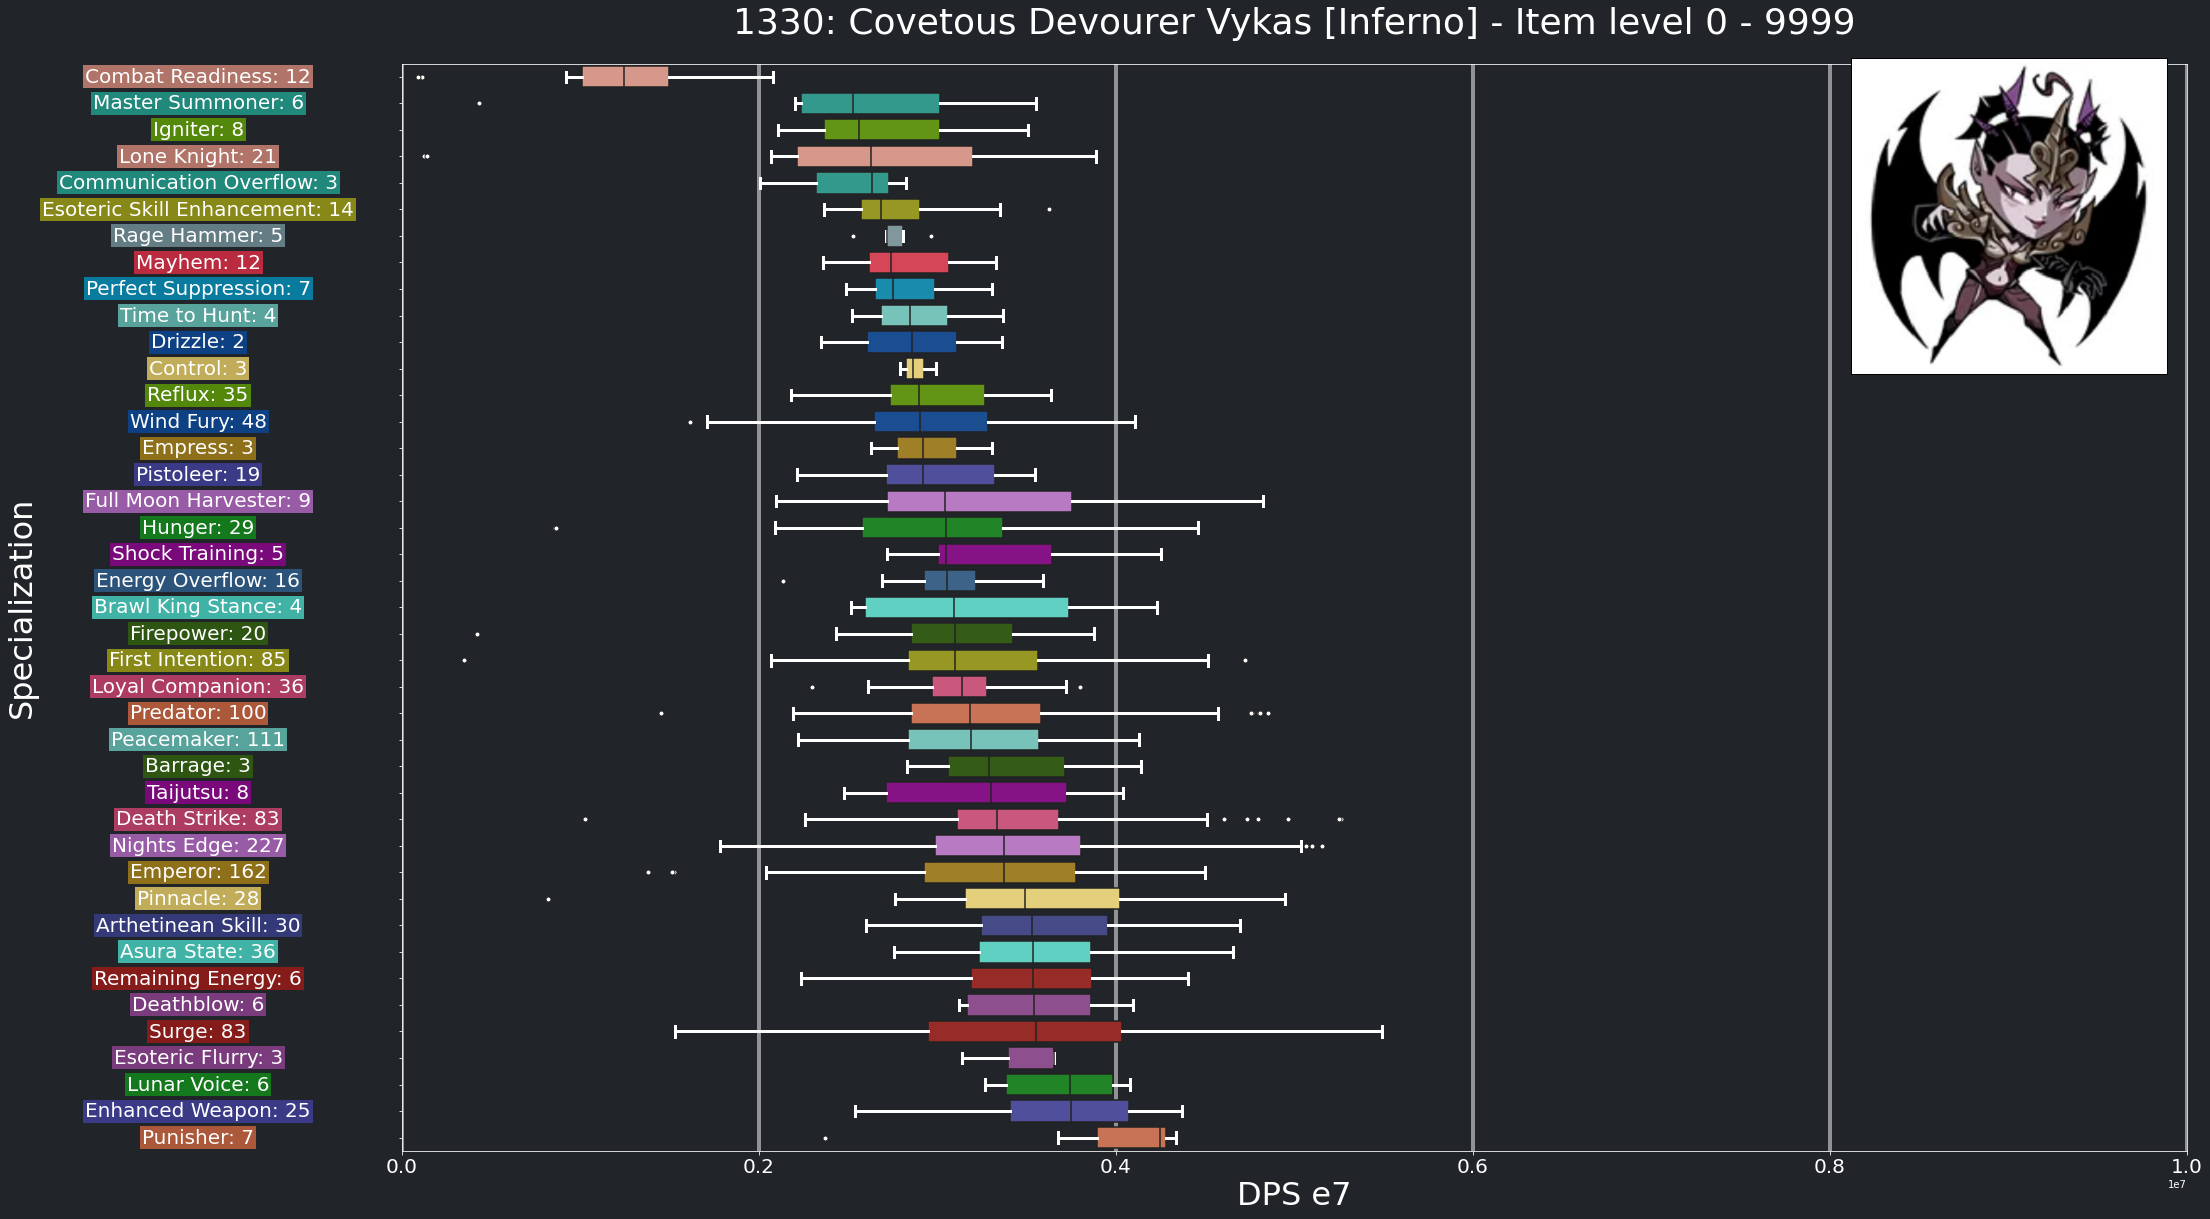 1330: Covetous Devourer Vykas [Inferno] - Item level 0 - 9999
Specialization
Combat Readiness: 12
Master Summoner: 6
Igniter: 8
Lone Knight: 21
Communication Overflow: 3
Esoteric Skill Enhancement: 14
Rage Hammer: 5
Mayhem: 12
Perfect Suppression: 7
Time to Hunt: 4
Drizzle: 2
Control: 3
Reflux: 35
Wind Fury: 48
Empress: 3
Pistoleer: 19
Full Moon Harvester: 9
Hunger: 29
Shock Training: 5
Energy Overflow: 16
Brawl King Stance: 4
Firepower: 20
First Intention: 85
Loyal Companion: 36
Predator: 100
Peacemaker: 111
Barrage: 3
Taijutsu: 8
Death Strike: 83
Nights Edge: 227
Emperor: 162
Pinnacle: 28
Arthetinean Skill: 30
Asura State: 36
Remaining Energy: 6
Deathblow: 6
Surge: 83
Esoteric Flurry: 3
Lunar Voice: 6
Enhanced Weapon: 25
Punisher: 7
0.0 0.2 0.4 0.6 0.8 1.0
1e7
DPS e7